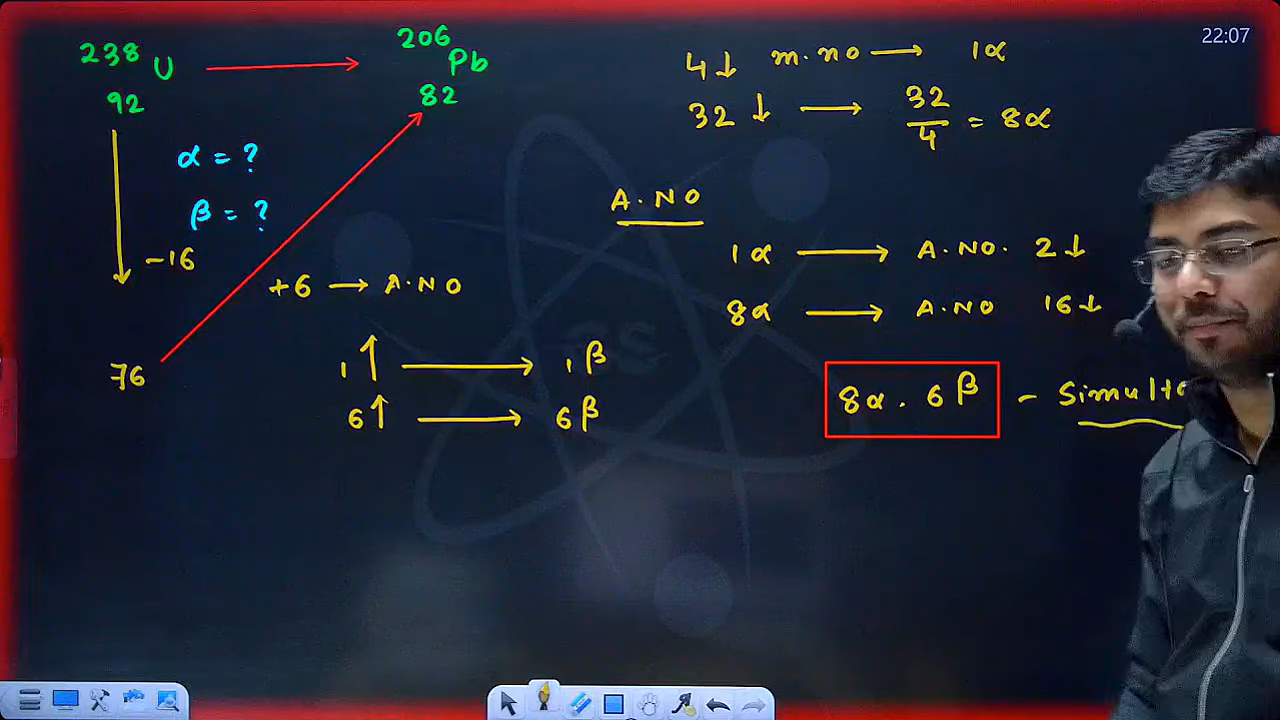 22:07
238 U → 206 Pb
92 82
α = ?
β = ?
-16
76
+6 → A.NO
1↑ → 1β
6↑ → 6β
4↓ m.no → 1α
32↓ → 32/4 = 8α
A.NO
1α → A.NO. 2↓
8α → A.NO 16↓
8α . 6β -